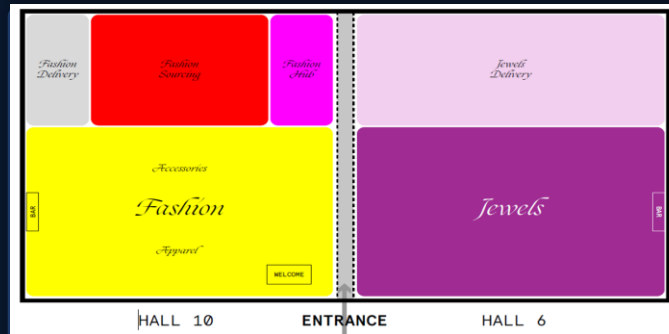 Fashion
Delivery
Fashion
Sourcing
Fashion
Hub
Jewels
Delivery
Accessories
Fashion
Apparel
BAR
WELCOME
Jewels
BAR
HALL 10
ENTRANCE
HALL 6